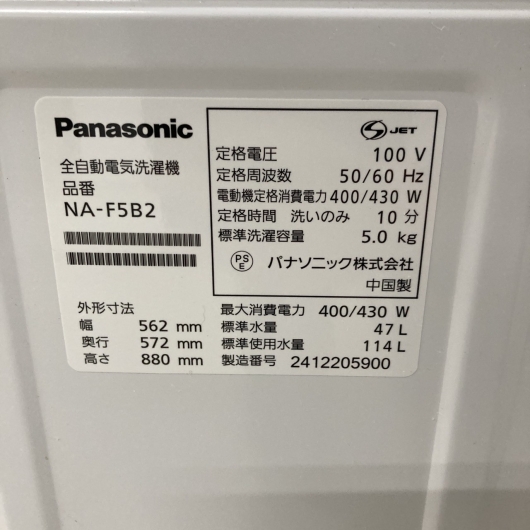 Panasonic
全自動電気洗濯機
品番
NA-F5B2
S JET
定格電圧 100 V
定格周波数 50/60 Hz
電動機定格消費電力 400/430 W
定格時間 洗いのみ 10 分
標準洗濯容量 5.0 kg
PS E パナソニック株式会社
中国製
外形寸法
幅 562 mm
奥行 572 mm
高さ 880 mm
最大消費電力 400/430 W
標準水量 47 L
標準使用水量 114 L
製造番号 2412205900